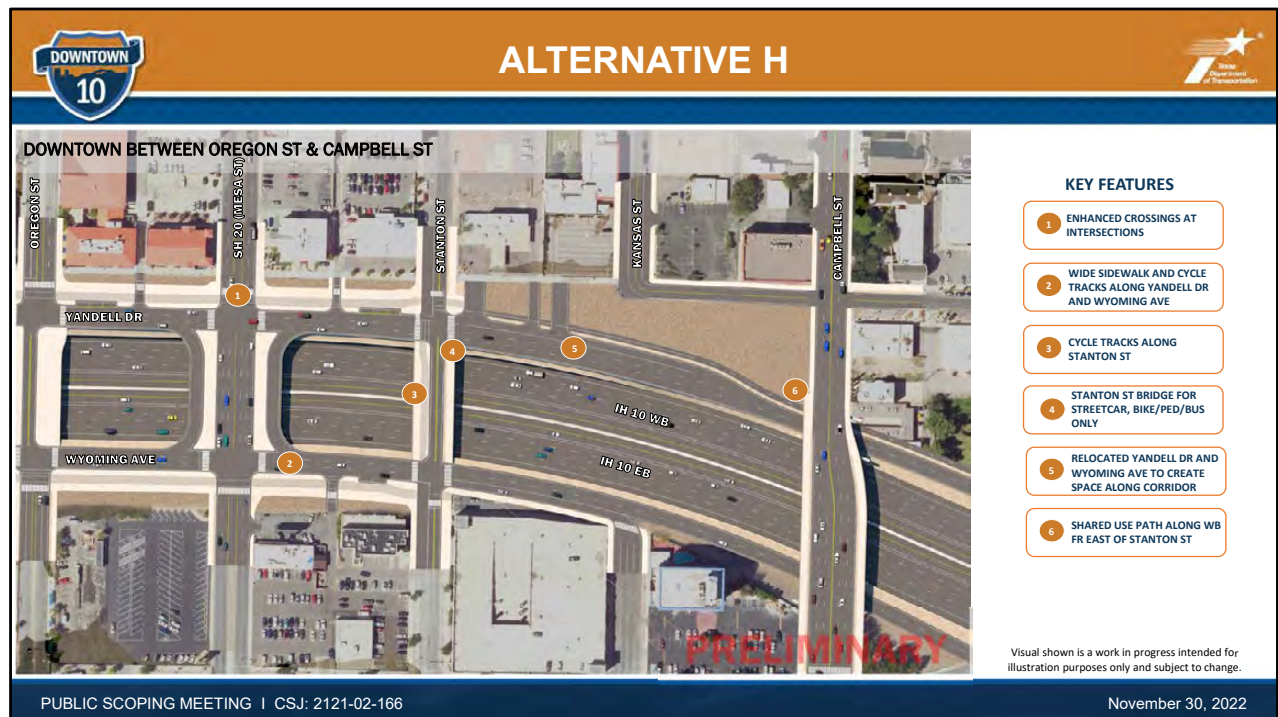 DOWNTOWN
10
ALTERNATIVE H
Texas
Department
of Transportation
DOWNTOWN BETWEEN OREGON ST & CAMPBELL ST
OREGON ST
SH 20 (MESA ST)
STANTON ST
KANSAS ST
CAMPBELL ST
YANDELL DR
WYOMING AVE
IH 10 WB
IH 10 EB
1
2
3
4
5
6
PRELIMINARY
KEY FEATURES
1 ENHANCED CROSSINGS AT
INTERSECTIONS
2 WIDE SIDEWALK AND CYCLE
TRACKS ALONG YANDELL DR
AND WYOMING AVE
3 CYCLE TRACKS ALONG
STANTON ST
4 STANTON ST BRIDGE FOR
STREETCAR, BIKE/PED/BUS
ONLY
5 RELOCATED YANDELL DR AND
WYOMING AVE TO CREATE
SPACE ALONG CORRIDOR
6 SHARED USE PATH ALONG WB
FR EAST OF STANTON ST
Visual shown is a work in progress intended for
illustration purposes only and subject to change.
PUBLIC SCOPING MEETING I CSJ: 2121-02-166
November 30, 2022